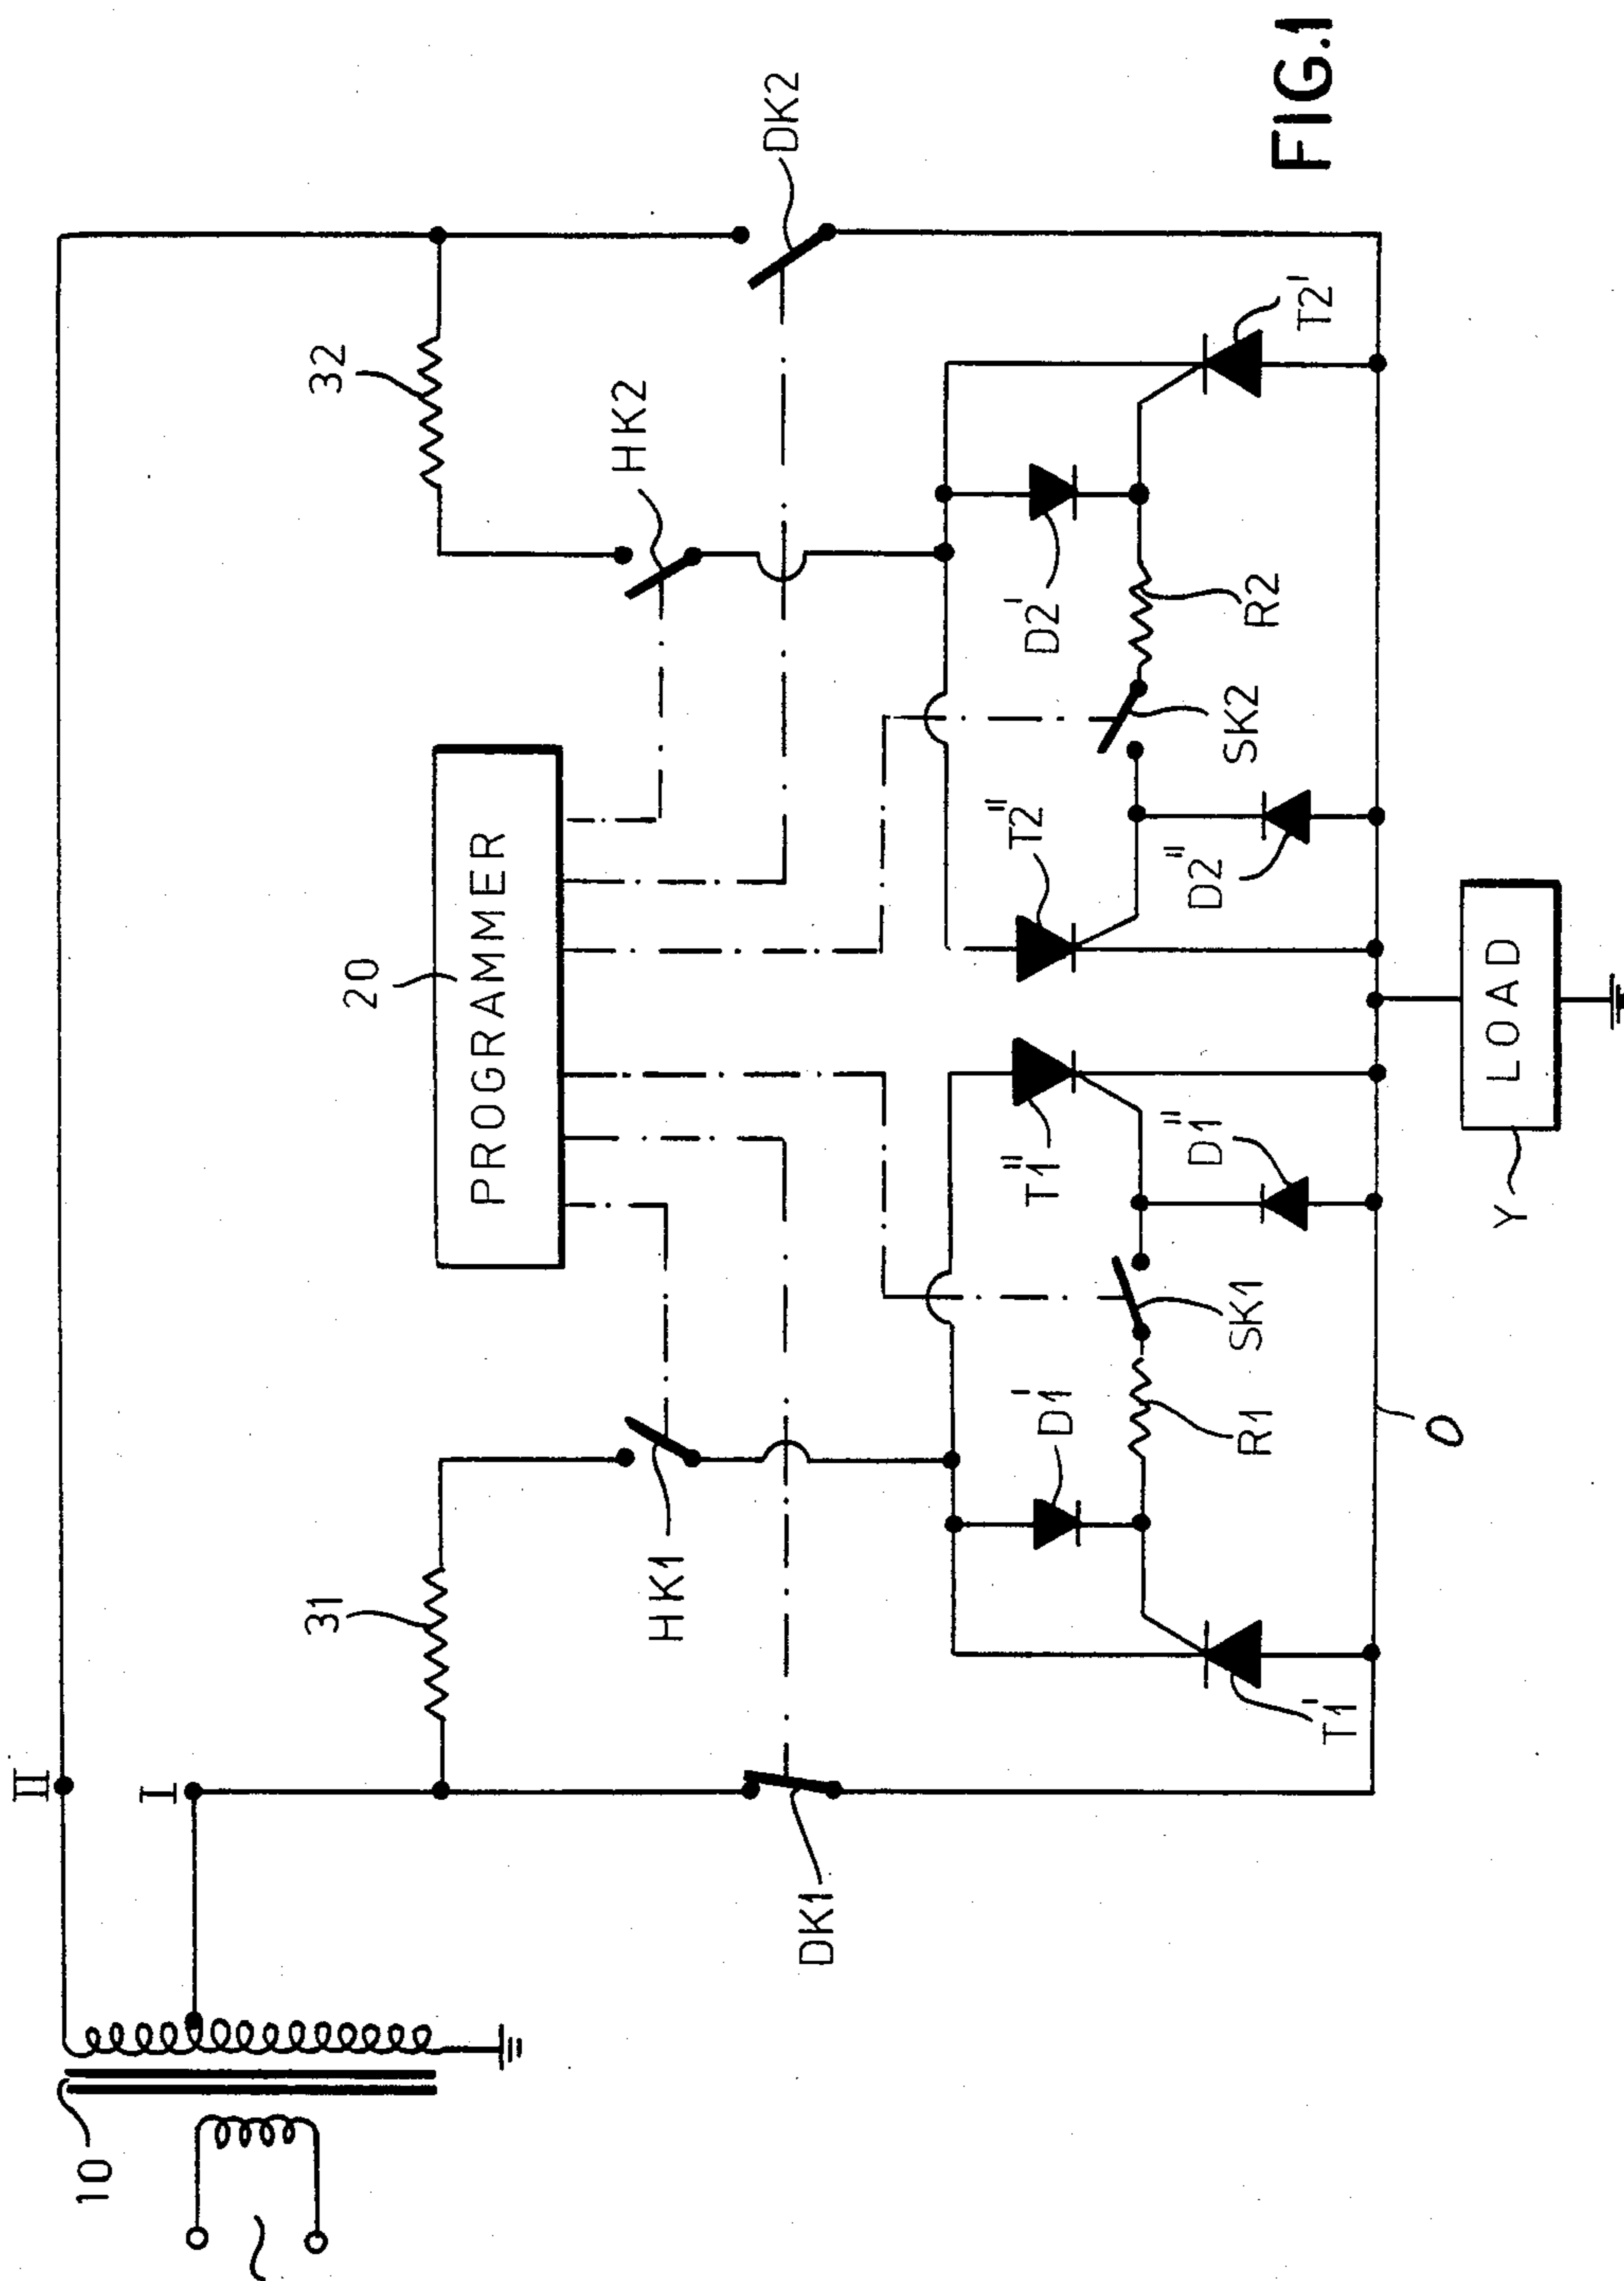 II
I
10
31
32
20
PROGRAMMER
HK1
HK2
DK1
DK2
D1'
T1"
T2"
D2'
R1
SK1
D1"
D2"
SK2
R2
T1'
T2'
O
Y
LOAD
FIG.1